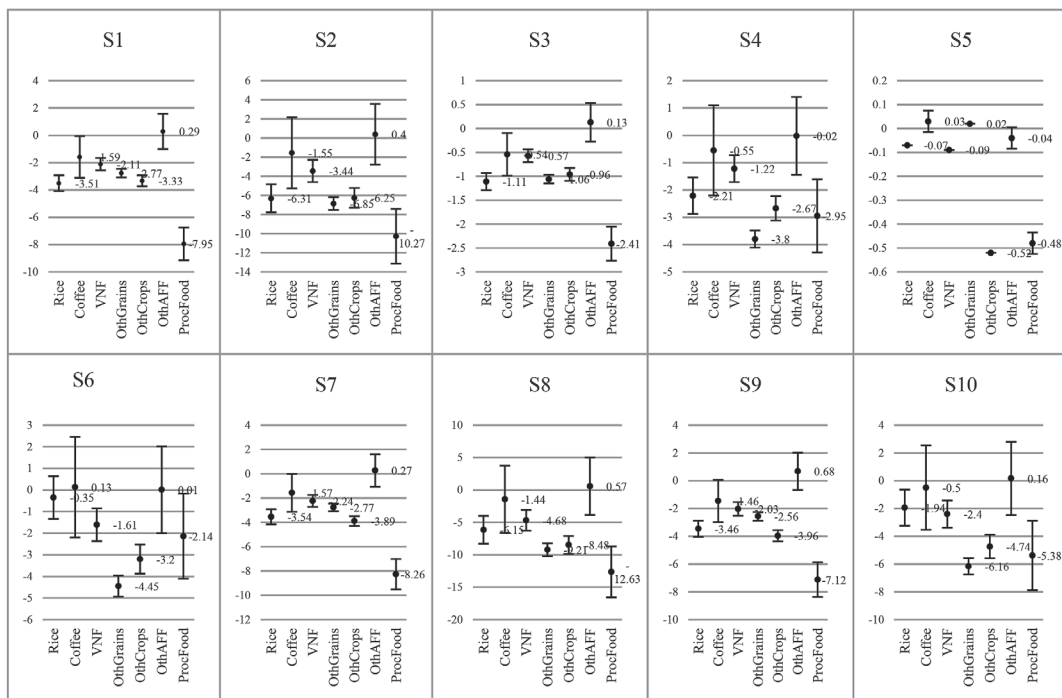 S1
4
2
0
-2
-4
-6
-8
-10
-3.51
-1.59
-2.11
-2.77
-3.33
0.29
-7.95
Rice
Coffee
VNF
OthGrains
OthCrops
OthAFF
ProcFood
S2
6
4
2
0
-2
-4
-6
-8
-10
-12
-14
-6.31
-1.55
-3.44
-6.85
-6.25
0.4
-
10.27
Rice
Coffee
VNF
OthGrains
OthCrops
OthAFF
ProcFood
S3
1
0.5
0
-0.5
-1
-1.5
-2
-2.5
-3
-1.11
-0.54
-0.57
-1.06
-0.96
0.13
-2.41
Rice
Coffee
VNF
OthGrains
OthCrops
OthAFF
ProcFood
S4
2
1
0
-1
-2
-3
-4
-5
-2.21
-0.55
-1.22
-3.8
-2.67
-0.02
-2.95
Rice
Coffee
VNF
OthGrains
OthCrops
OthAFF
ProcFood
S5
0.2
0.1
0
-0.1
-0.2
-0.3
-0.4
-0.5
-0.6
-0.07
0.03
-0.09
0.02
-0.52
-0.04
-0.48
Rice
Coffee
VNF
OthGrains
OthCrops
OthAFF
ProcFood
S6
3
2
1
0
-1
-2
-3
-4
-5
-6
-0.35
0.13
-1.61
-4.45
-3.2
0.01
-2.14
Rice
Coffee
VNF
OthGrains
OthCrops
OthAFF
ProcFood
S7
4
2
0
-2
-4
-6
-8
-10
-12
-3.54
-1.57
-2.24
-2.77
-3.89
0.27
-8.26
Rice
Coffee
VNF
OthGrains
OthCrops
OthAFF
ProcFood
S8
10
5
0
-5
-10
-15
-20
-6.15
-1.44
-4.68
-9.21
-8.48
0.57
-
12.63
Rice
Coffee
VNF
OthGrains
OthCrops
OthAFF
ProcFood
S9
4
2
0
-2
-4
-6
-8
-10
-3.46
-1.46
-2.03
-2.56
-3.96
0.68
-7.12
Rice
Coffee
VNF
OthGrains
OthCrops
OthAFF
ProcFood
S10
4
2
0
-2
-4
-6
-8
-10
-1.94
-0.5
-2.4
-6.16
-4.74
0.16
-5.38
Rice
Coffee
VNF
OthGrains
OthCrops
OthAFF
ProcFood